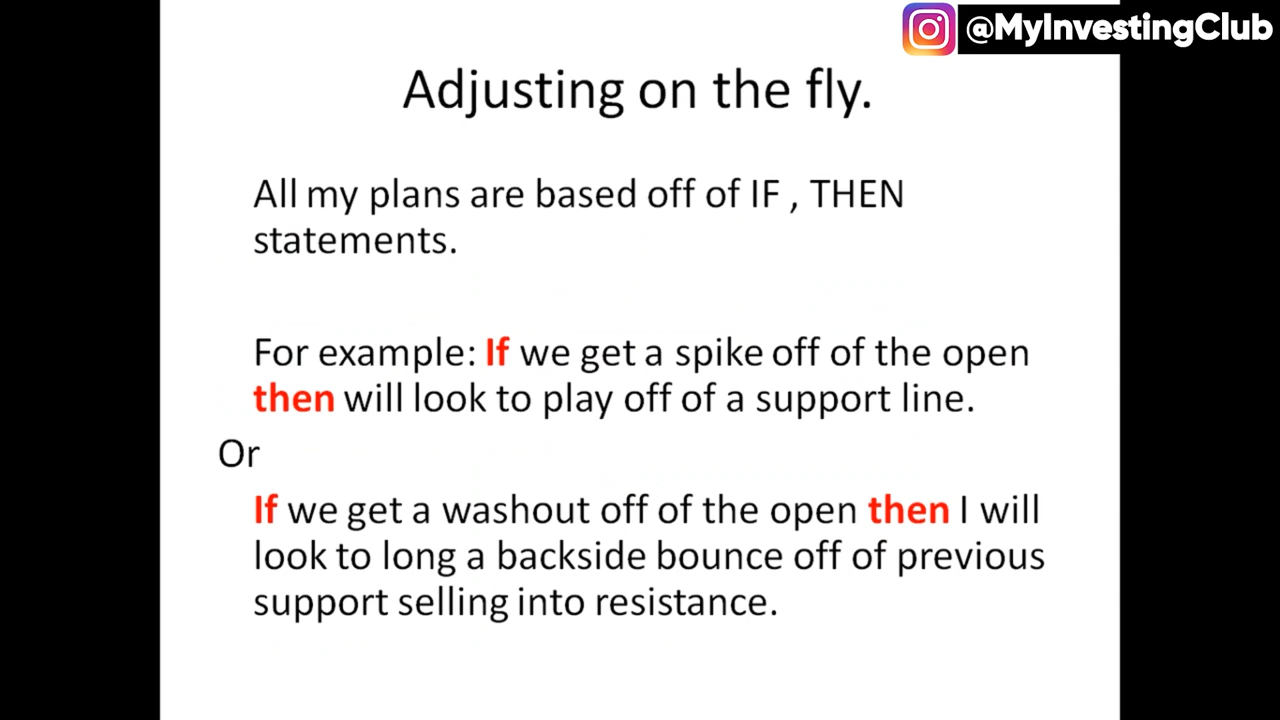 @MyInvestingClub
Adjusting on the fly.
All my plans are based off of IF , THEN
statements.
For example: If we get a spike off of the open
then will look to play off of a support line.
Or
If we get a washout off of the open then I will
look to long a backside bounce off of previous
support selling into resistance.